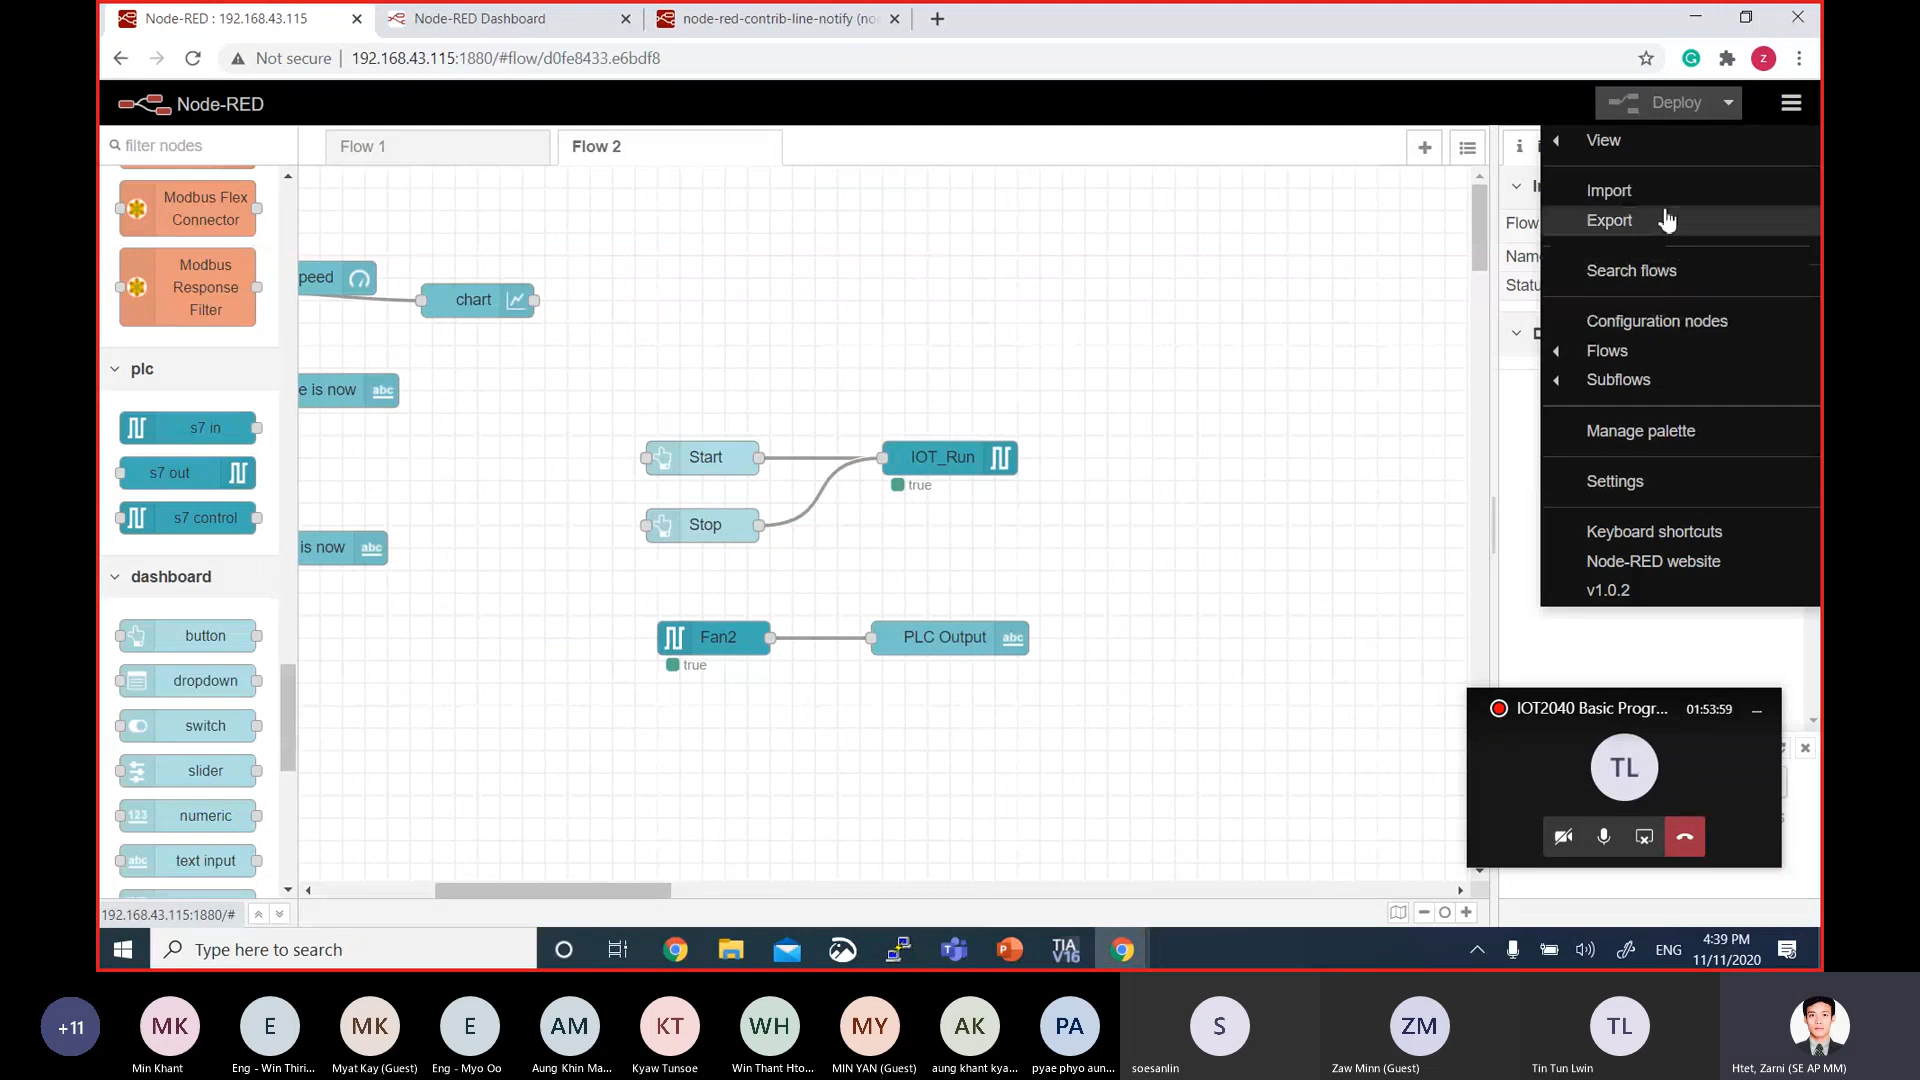 Node-RED : 192.168.43.115
Node-RED Dashboard
node-red-contrib-line-notify (no
Not secure
192.168.43.115:1880/#flow/d0fe8433.e6bdf8
Z
Node-RED
Deploy
filter nodes
Flow 1
Flow 2
Modbus Flex
Connector
Modbus
Response
Filter
plc
s7 in
s7 out
s7 control
dashboard
button
dropdown
switch
slider
123
numeric
abc
text input
peed
chart
e is now
abc
is now
abc
Start
IOT_Run
true
Stop
Fan2
true
PLC Output
abc
i
Flow
View
Import
Export
Search flows
Configuration nodes
Flows
Subflows
Manage palette
Settings
Keyboard shortcuts
Node-RED website
v1.0.2
IOT2040 Basic Progr...
01:53:59
TL
192.168.43.115:1880/#
Type here to search
TIA
V16
ENG
4:39 PM
11/11/2020
+11
MK
E
MK
E
AM
KT
WH
MY
AK
PA
S
ZM
TL
Min Khant
Eng - Win Thiri...
Myat Kay (Guest)
Eng - Myo Oo
Aung Khin Ma...
Kyaw Tunsoe
Win Thant Hto...
MIN YAN (Guest)
aung khant kya...
pyae phyo aun...
soesanlin
Zaw Minn (Guest)
Tin Tun Lwin
Htet, Zarni (SE AP MM)